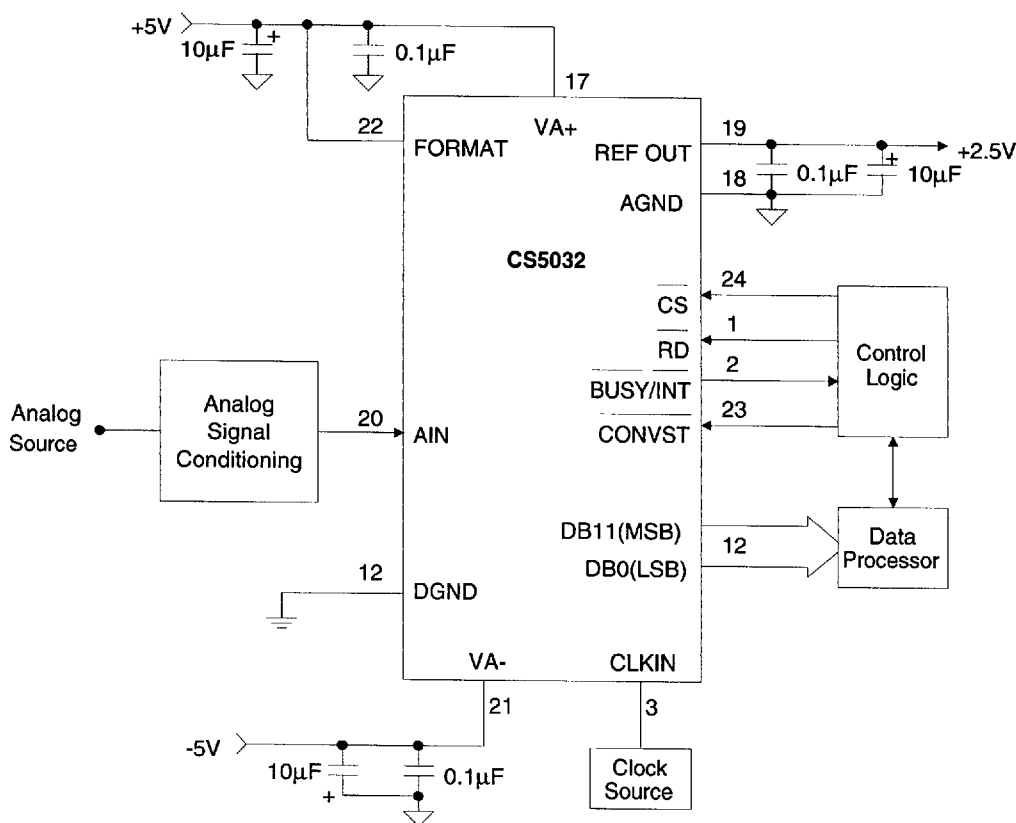 +5V
10µF
+
0.1µF
17
22
FORMAT
VA+
REF OUT
19
+2.5V
0.1µF
+
10µF
18
AGND
CS5032
CS
24
RD
1
BUSY/INT
2
CONVST
23
Control
Logic
Analog
Source
Analog
Signal
Conditioning
20
AIN
DB11(MSB)
12
DB0(LSB)
Data
Processor
12
DGND
VA-
CLKIN
21
3
-5V
10µF
+
0.1µF
Clock
Source